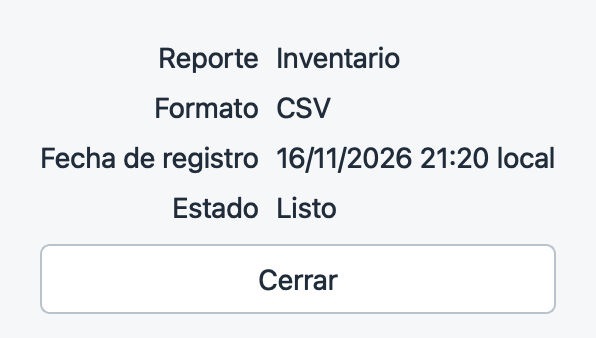 Reporte Inventario
Formato CSV
Fecha de registro 16/11/2026 21:20 local
Estado Listo
Cerrar